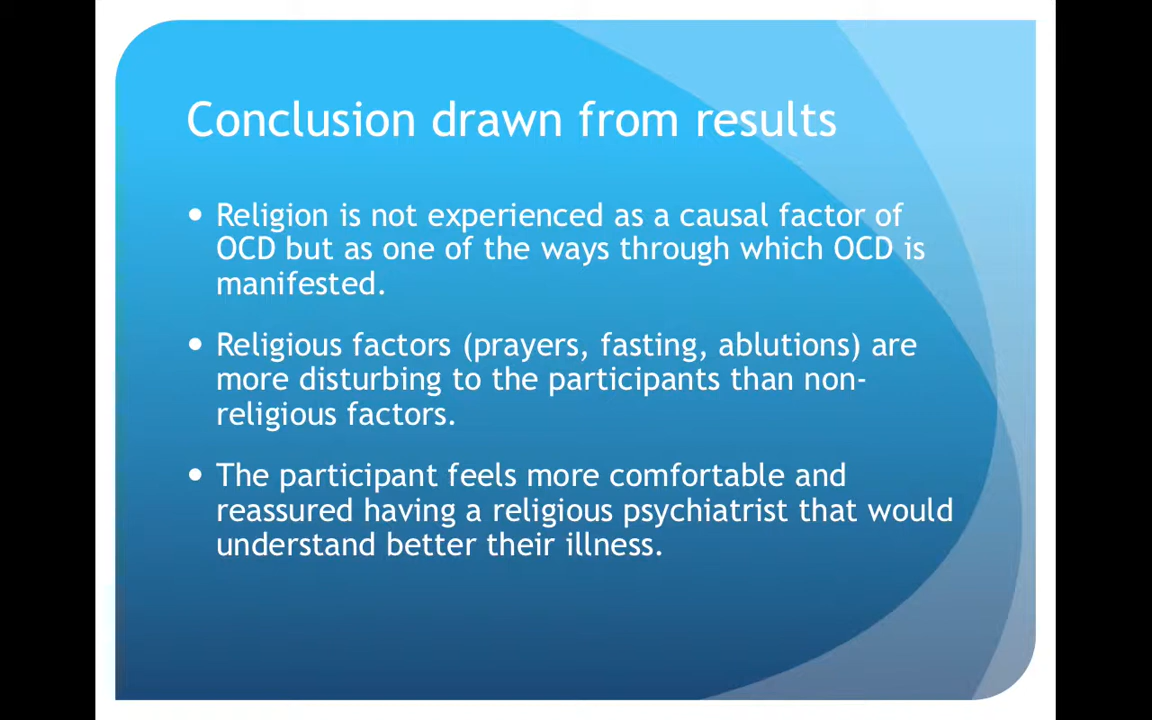 Conclusion drawn from results
• Religion is not experienced as a causal factor of
OCD but as one of the ways through which OCD is
manifested.
• Religious factors (prayers, fasting, ablutions) are
more disturbing to the participants than non-
religious factors.
• The participant feels more comfortable and
reassured having a religious psychiatrist that would
understand better their illness.